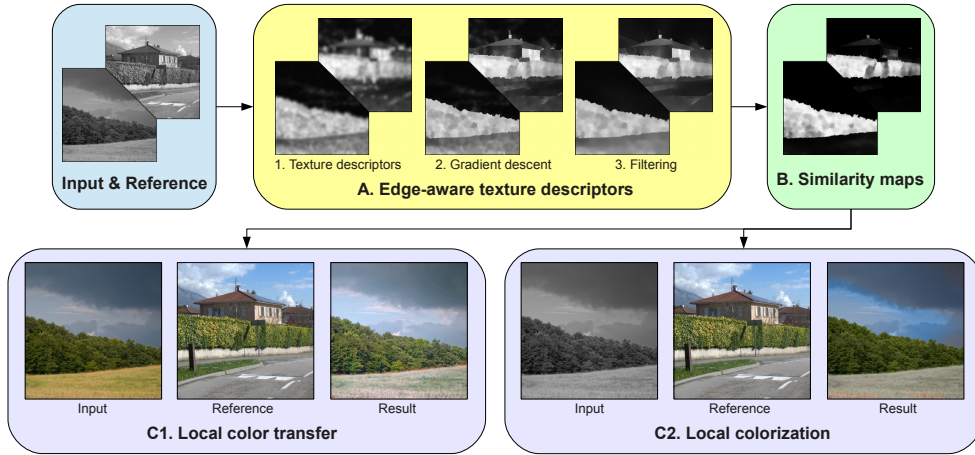 Input & Reference
1. Texture descriptors
2. Gradient descent
3. Filtering
A. Edge-aware texture descriptors
B. Similarity maps
Input
Reference
Result
C1. Local color transfer
Input
Reference
Result
C2. Local colorization